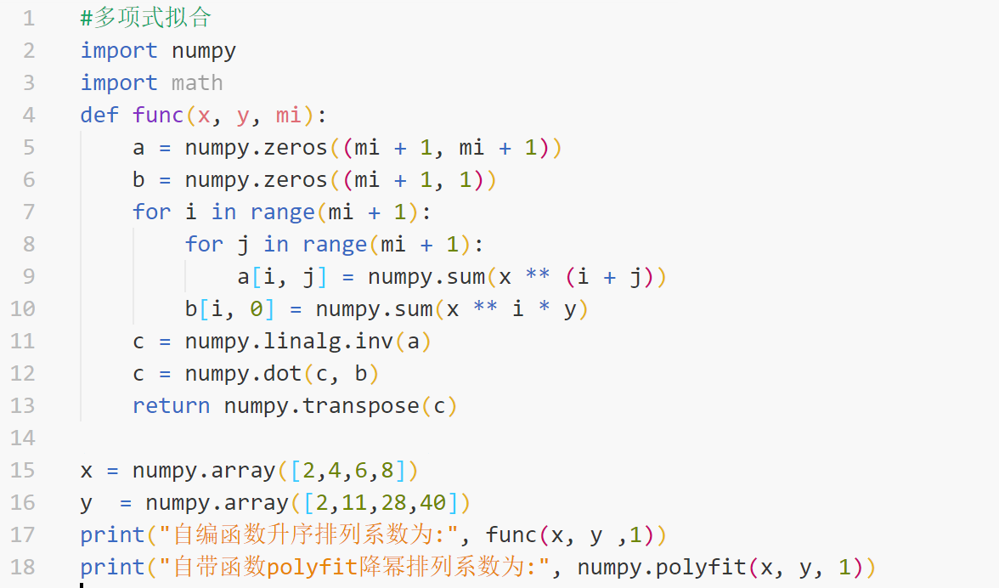 1 #多项式拟合
2 import numpy
3 import math
4 def func(x, y, mi):
5     a = numpy.zeros((mi + 1, mi + 1))
6     b = numpy.zeros((mi + 1, 1))
7     for i in range(mi + 1):
8         for j in range(mi + 1):
9             a[i, j] = numpy.sum(x ** (i + j))
10         b[i, 0] = numpy.sum(x ** i * y)
11     c = numpy.linalg.inv(a)
12     c = numpy.dot(c, b)
13     return numpy.transpose(c)
14
15 x = numpy.array([2,4,6,8])
16 y  = numpy.array([2,11,28,40])
17 print("自编函数升序排列系数为:", func(x, y ,1))
18 print("自带函数polyfit降幂排列系数为:", numpy.polyfit(x, y, 1))